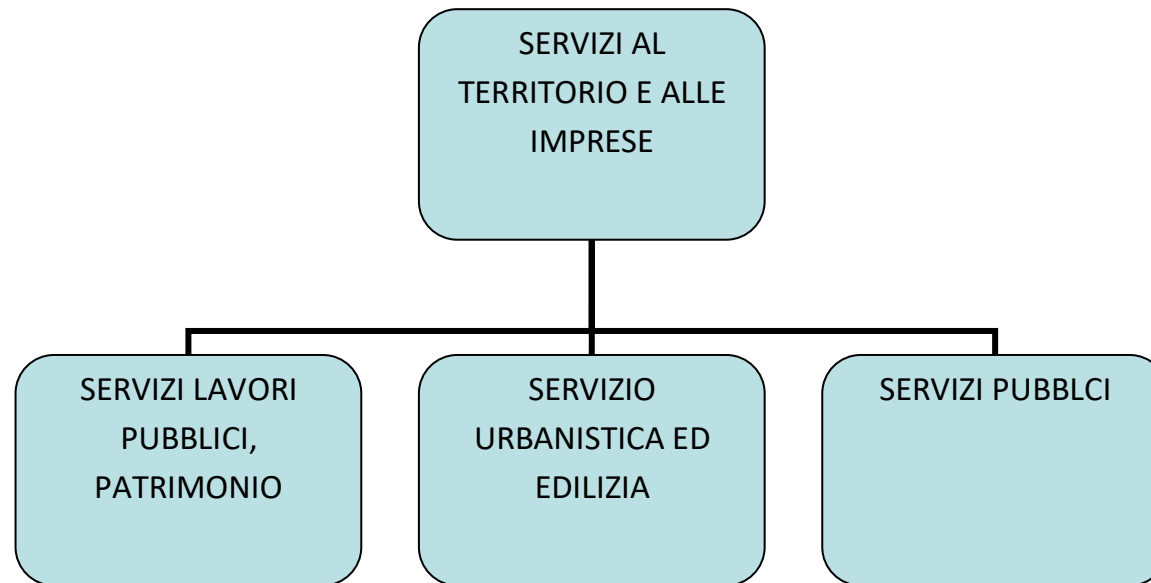 SERVIZI AL
TERRITORIO E ALLE
IMPRESE
SERVIZI LAVORI
PUBBLICI,
PATRIMONIO
SERVIZIO
URBANISTICA ED
EDILIZIA
SERVIZI PUBBLCI